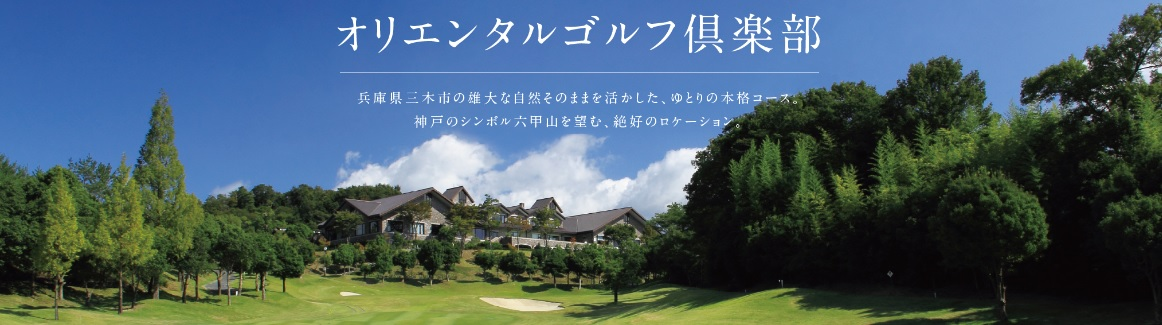 オリエンタルゴルフ倶楽部
兵庫県三木市の雄大な自然そのままを活かした、ゆとりの本格コース。
神戸のシンボル六甲山を望む、絶好のロケーション。